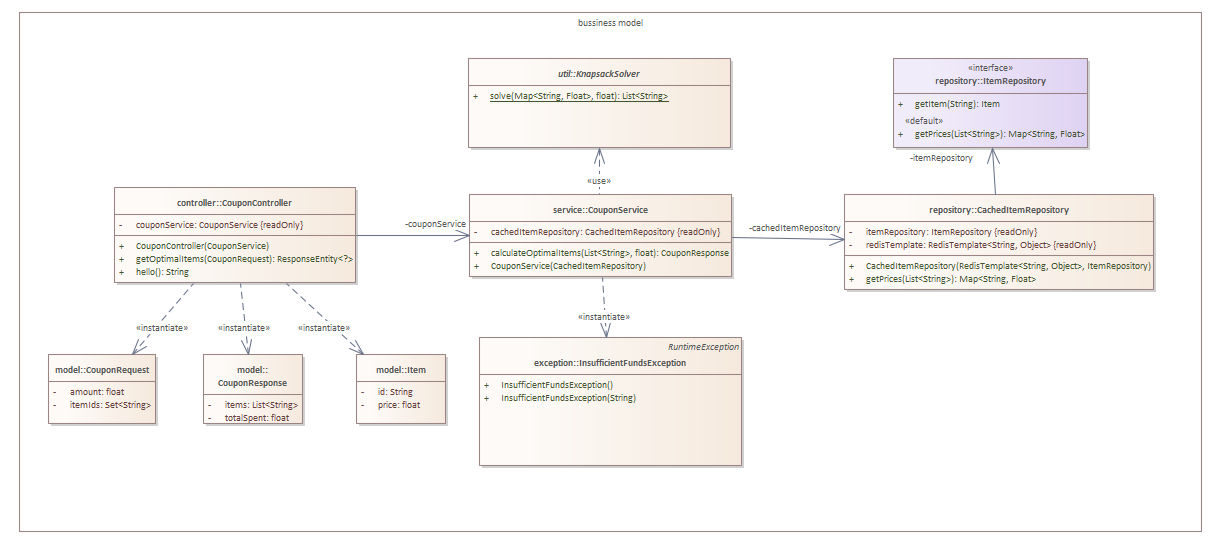 bussiness model
util::KnapsackSolver
+ solve(Map<String, Float>, float): List<String>
«interface»
repository::ItemRepository
+ getItem(String): Item
«default»
+ getPrices(List<String>): Map<String, Float>
-itemRepository
«use»
controller::CouponController
- couponService: CouponService {readOnly}
+ CouponController(CouponService)
+ getOptimalItems(CouponRequest): ResponseEntity<?>
+ hello(): String
-couponService
service::CouponService
- cachedItemRepository: CachedItemRepository {readOnly}
+ calculateOptimalItems(List<String>, float): CouponResponse
+ CouponService(CachedItemRepository)
-cachedItemRepository
repository::CachedItemRepository
- itemRepository: ItemRepository {readOnly}
- redisTemplate: RedisTemplate<String, Object> {readOnly}
+ CachedItemRepository(RedisTemplate<String, Object>, ItemRepository)
+ getPrices(List<String>): Map<String, Float>
«instantiate»
«instantiate»
«instantiate»
«instantiate»
model::CouponRequest
- amount: float
- itemIds: Set<String>
model::
CouponResponse
- items: List<String>
- totalSpent: float
model::Item
- id: String
- price: float
RuntimeException
exception::InsufficientFundsException
+ InsufficientFundsException()
+ InsufficientFundsException(String)